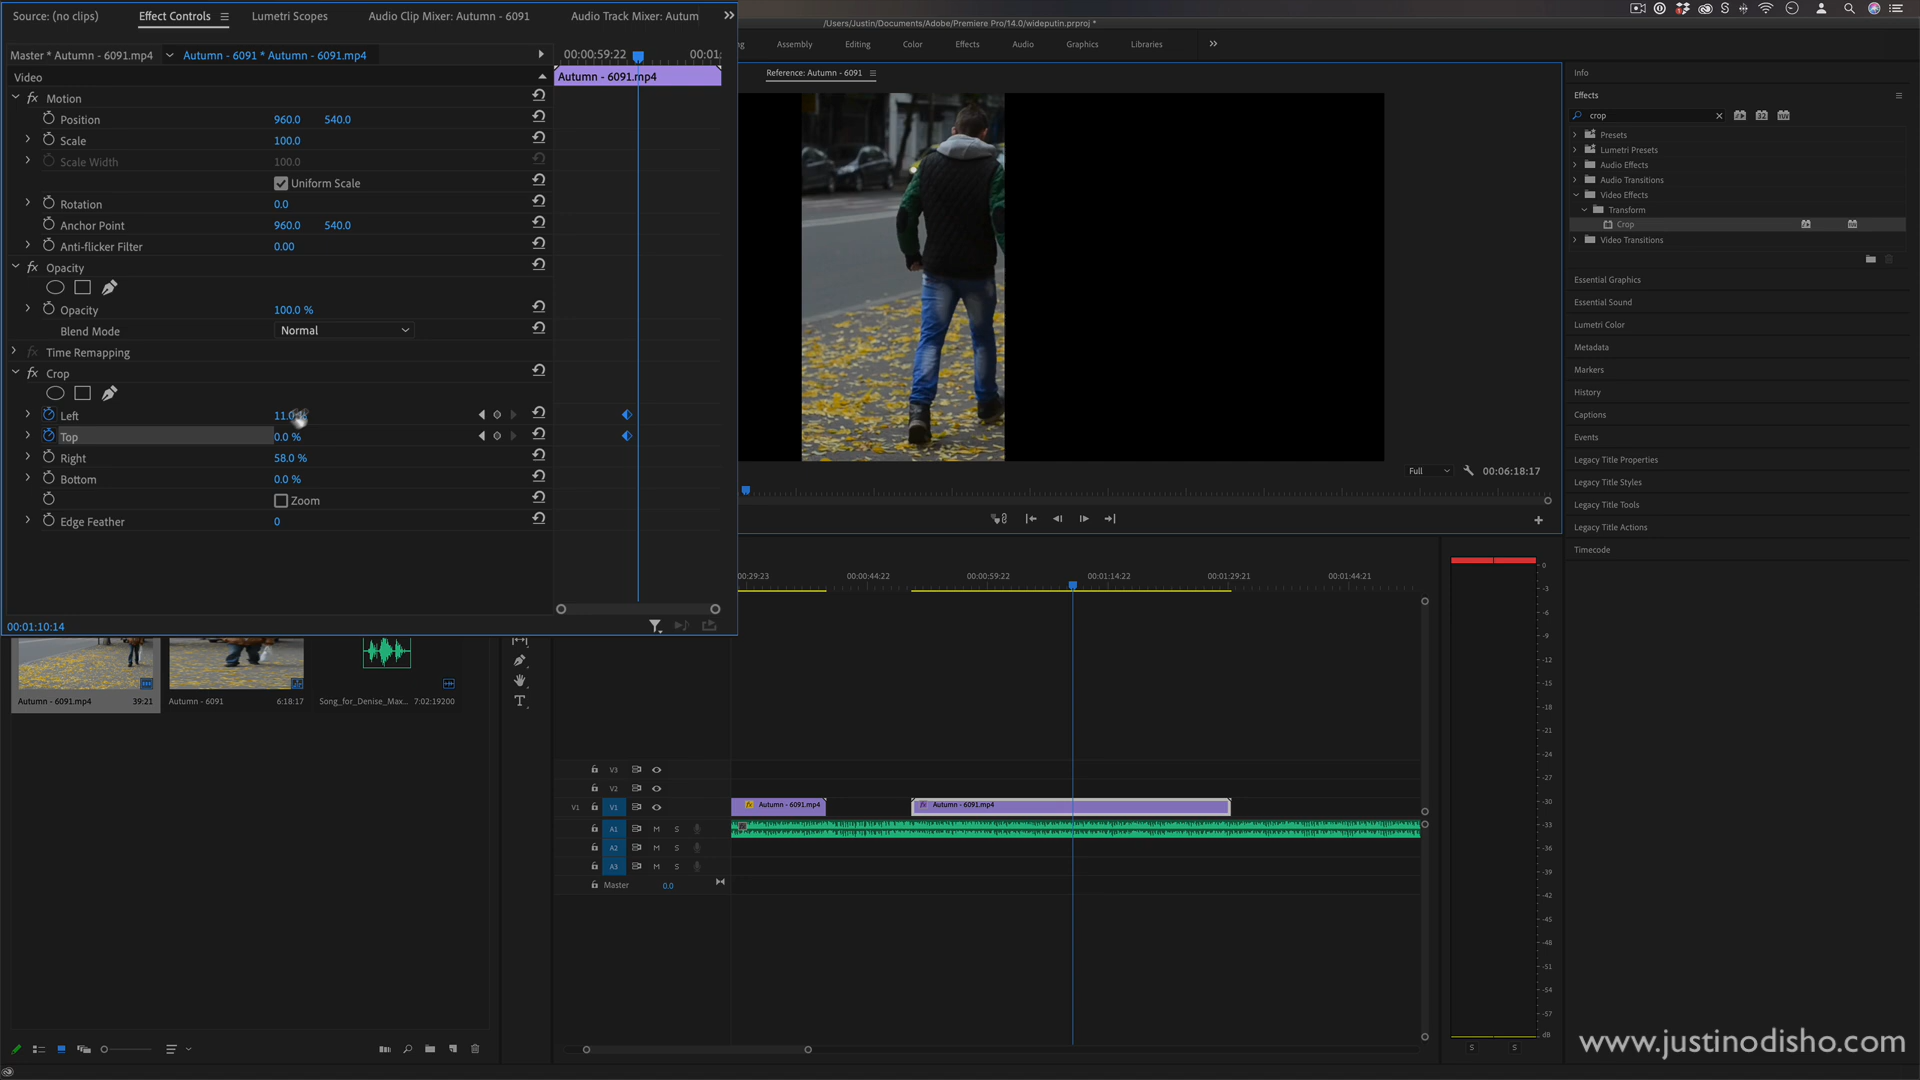 /Users/Justin/Documents/Adobe/Premiere Pro/14.0/wideputin.prproj *
Source: (no clips)
Effect Controls
Lumetri Scopes
Audio Clip Mixer: Autumn - 6091
Audio Track Mixer: Autum
Assembly
Editing
Color
Effects
Audio
Graphics
Libraries
Master * Autumn - 6091.mp4
Autumn - 6091 * Autumn - 6091.mp4
00:00:59:22
00:01:
Video
Autumn - 6091.mp4
fx Motion
Position 960.0 540.0
Scale 100.0
Scale Width 100.0
Uniform Scale
Rotation 0.0
Anchor Point 960.0 540.0
Anti-flicker Filter 0.00
fx Opacity
Opacity 100.0 %
Blend Mode Normal
fx Time Remapping
fx Crop
Left 11.0
Top 0.0 %
Right 58.0 %
Bottom 0.0 %
Zoom
Edge Feather 0
00:01:10:14
Reference: Autumn - 6091
Full
00:06:18:17
Info
Effects
crop
Presets
Lumetri Presets
Audio Effects
Audio Transitions
Video Effects
Transform
Crop
Video Transitions
Essential Graphics
Essential Sound
Lumetri Color
Metadata
Markers
History
Captions
Events
Legacy Title Properties
Legacy Title Styles
Legacy Title Tools
Legacy Title Actions
Timecode
Autumn - 6091.mp4 39:21
Autumn - 6091 6:18:17
Song_for_Denise_Max... 7:02:19200
00:29:23
00:00:44:22
00:00:59:22
00:01:14:22
00:01:29:21
00:01:44:21
V3
V2
V1 V1
fx Autumn - 6091.mp4
fx Autumn - 6091.mp4
A1 M S
A2 M S
A3 M S
Master 0.0
0
-3
-6
-9
-12
-15
-18
-21
-24
-27
-30
-33
-36
-39
-42
-45
-48
-51
-54
-57
dB
S S
www.justinodisho.com